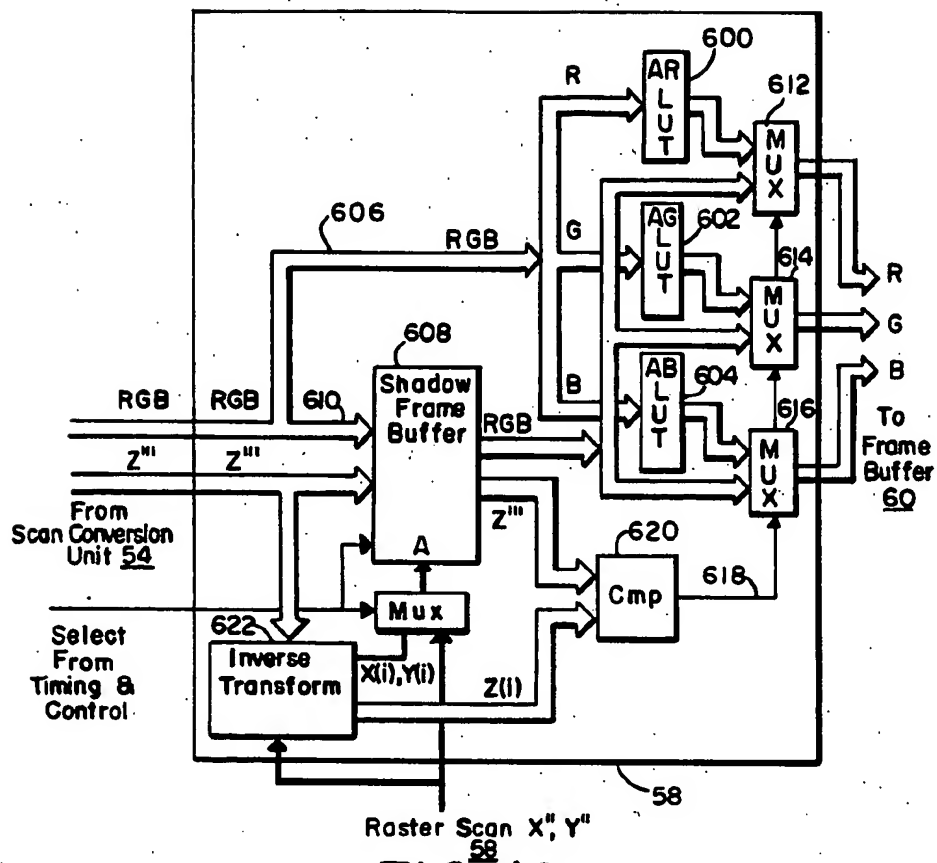 600
R
AR
LUT
612
MUX
606
RGB
G
AG
LUT
602
614
MUX
R
G
B
608
Shadow
Frame
Buffer
B
AB
LUT
604
616
MUX
To
Frame
Buffer
60
RGB
RGB
610
RGB
Z'''
Z'''
Z'''
From
Scan Conversion
Unit 54
A
620
Cmp
618
Mux
Select
From
Timing &
Control
622
Inverse
Transform
X(i),Y(i)
Z(i)
58
Raster Scan X'', Y''
58